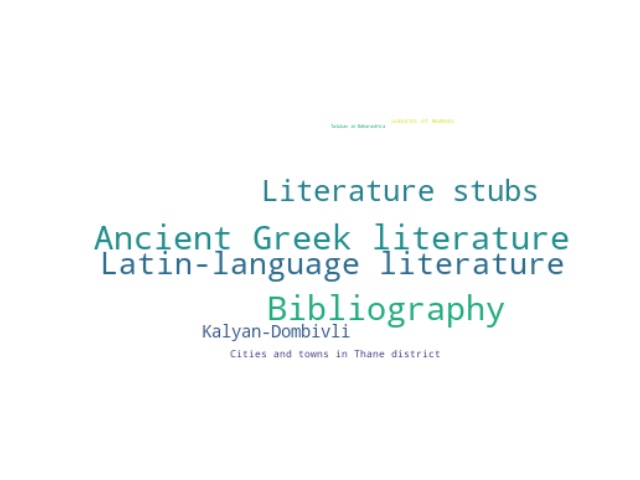 suburbs of Mumbai
Talukas in Maharashtra
Literature stubs
Ancient Greek literature
Latin-language literature
Bibliography
Kalyan-Dombivli
Cities and towns in Thane district